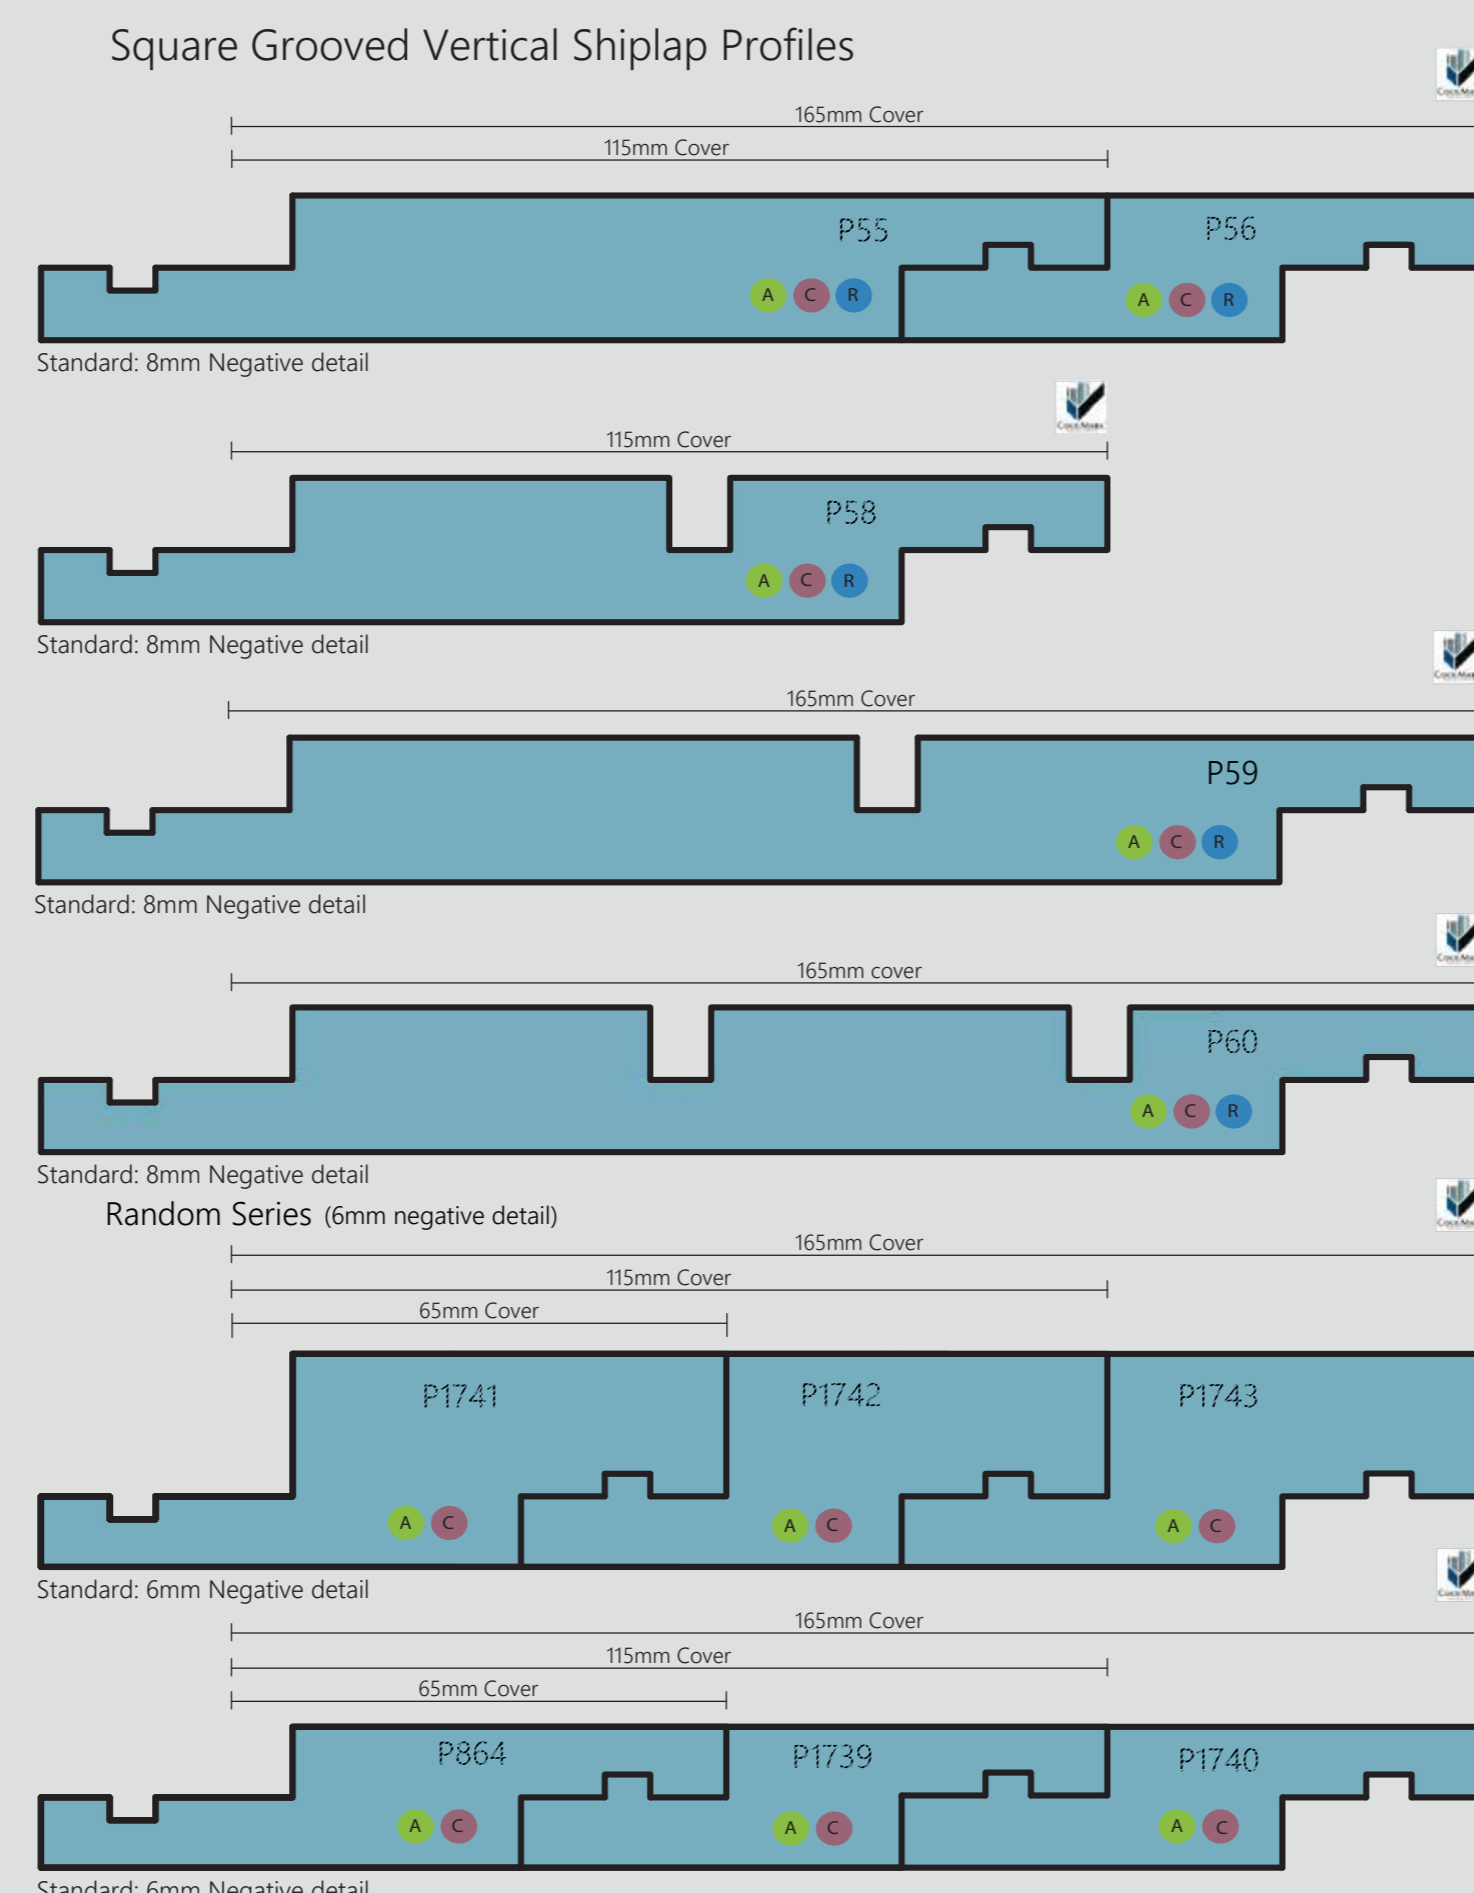 Square Grooved Vertical Shiplap Profiles
165mm Cover
115mm Cover
P55
P56
A C R
A C R
Standard: 8mm Negative detail
115mm Cover
P58
A C R
Standard: 8mm Negative detail
165mm Cover
P59
A C R
Standard: 8mm Negative detail
165mm cover
P60
A C R
Standard: 8mm Negative detail
Random Series (6mm negative detail)
165mm Cover
115mm Cover
65mm Cover
P1741
P1742
P1743
A C
A C
A C
Standard: 6mm Negative detail
165mm Cover
115mm Cover
65mm Cover
P864
P1739
P1740
A C
A C
A C
Standard: 6mm Negative detail